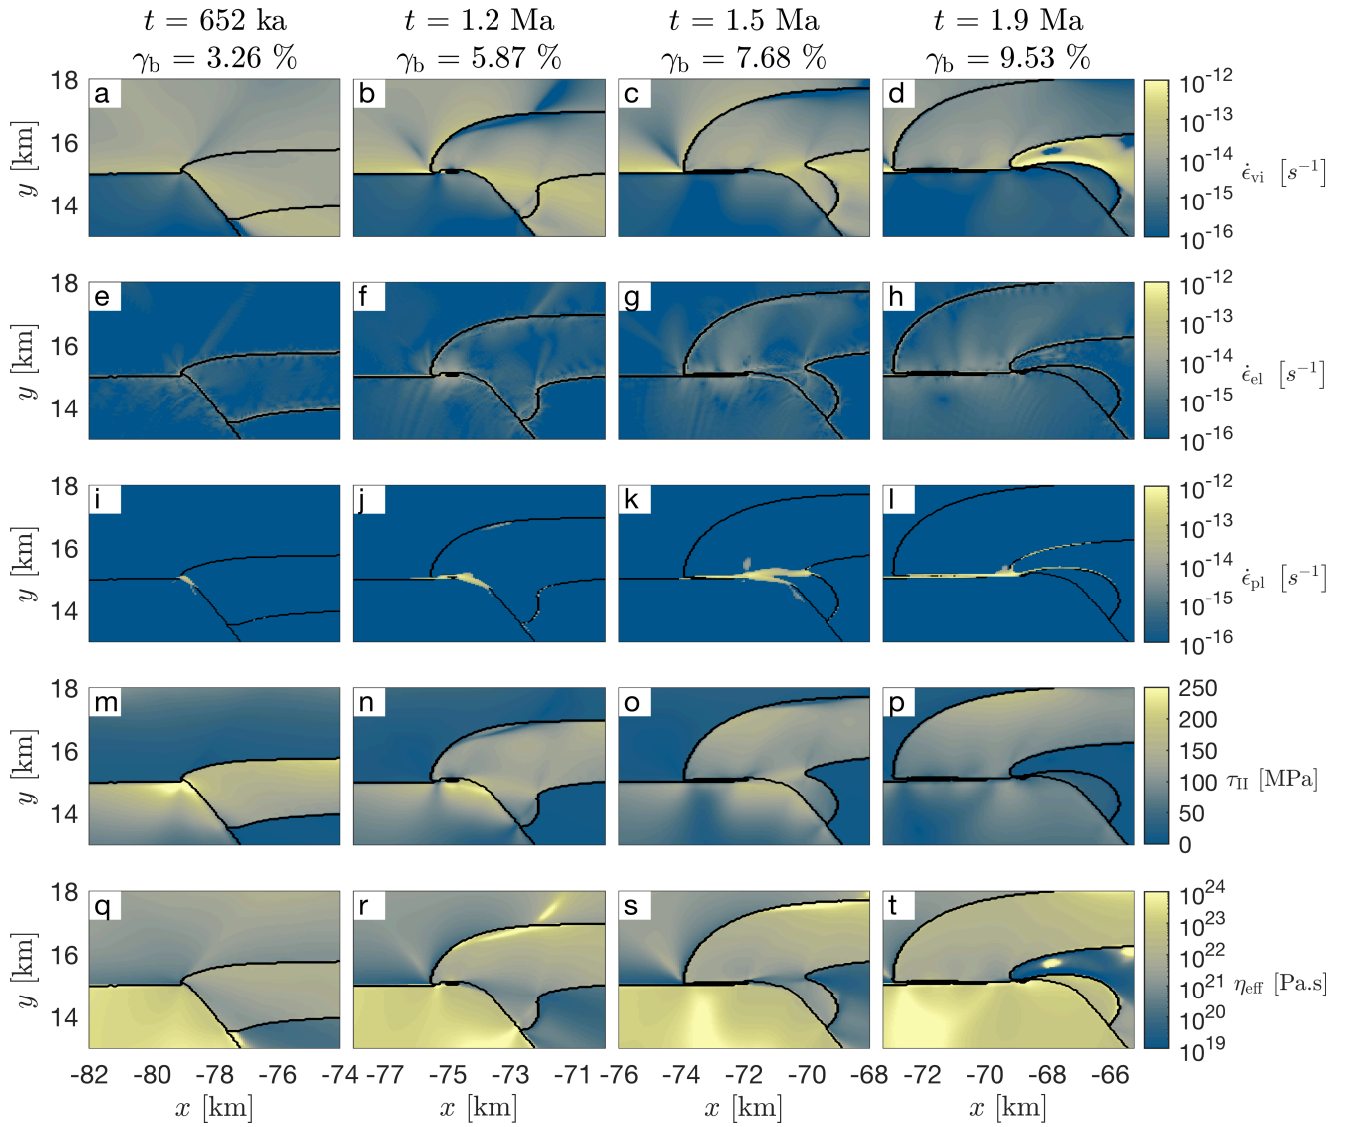 t = 652 ka t = 1.2 Ma t = 1.5 Ma t = 1.9 Ma
γb = 3.26 % γb = 5.87 % γb = 7.68 % γb = 9.53 %
18 a b c d 10^-12
16 10^-13
14 10^-14
y [km] 10^-15
10^-16
ε̇vi [s^-1]
18 e f g h 10^-12
16 10^-13
14 10^-14
y [km] 10^-15
10^-16
ε̇el [s^-1]
18 i j k l 10^-12
16 10^-13
14 10^-14
y [km] 10^-15
10^-16
ε̇pl [s^-1]
18 m n o p 250
16 200
14 150
y [km] 100
50
0
τII [MPa]
18 q r s t 10^24
16 10^23
14 10^22
y [km] 10^21
10^20
10^19
ηeff [Pa.s]
-82 -80 -78 -76 -74 -77 -75 -73 -71 -76 -74 -72 -70 -68 -72 -70 -68 -66
x [km] x [km] x [km] x [km]